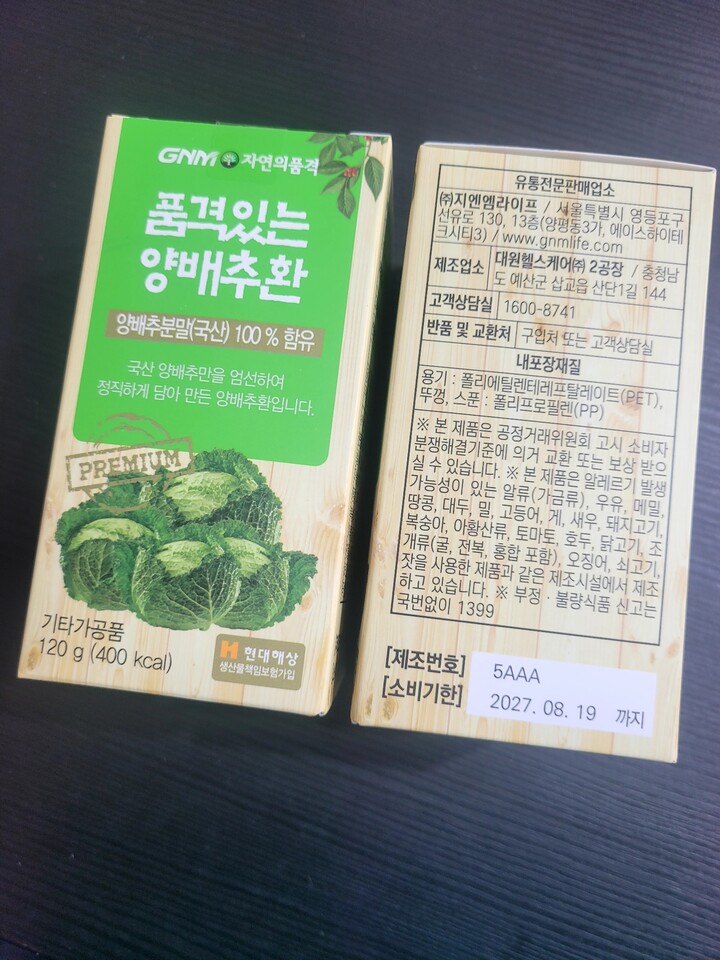 GNM 자연의품격
품격있는
양배추환
양배추분말(국산) 100 % 함유
국산 양배추만을 엄선하여
정직하게 담아 만든 양배추환입니다.
PREMIUM
기타가공품
120 g (400 kcal)
현대해상
생산물책임보험가입
유통전문판매업소
㈜지엔엠라이프 / 서울특별시 영등포구
선유로 130, 13층(양평동3가, 에이스하이테
크시티3) / www.gnmlife.com
제조업소 대원헬스케어㈜ 2공장 / 충청남
도 예산군 삽교읍 산단1길 144
고객상담실 1600-8741
반품 및 교환처 구입처 또는 고객상담실
내포장재질
용기 : 폴리에틸렌테레프탈레이트(PET),
뚜껑, 스푼 : 폴리프로필렌(PP)
※ 본 제품은 공정거래위원회 고시 소비자
분쟁해결기준에 의거 교환 또는 보상 받으
실 수 있습니다. ※ 본 제품은 알레르기 발생
가능성이 있는 알류(가금류), 우유, 메밀,
땅콩, 대두, 밀, 고등어, 게, 새우, 돼지고기,
복숭아, 아황산류, 토마토, 호두, 닭고기, 조
개류(굴, 전복, 홍합 포함), 오징어, 쇠고기,
잣을 사용한 제품과 같은 제조시설에서 제조
하고 있습니다. ※ 부정 · 불량식품 신고는
국번없이 1399
[제조번호] 5AAA
[소비기한] 2027. 08. 19 까지